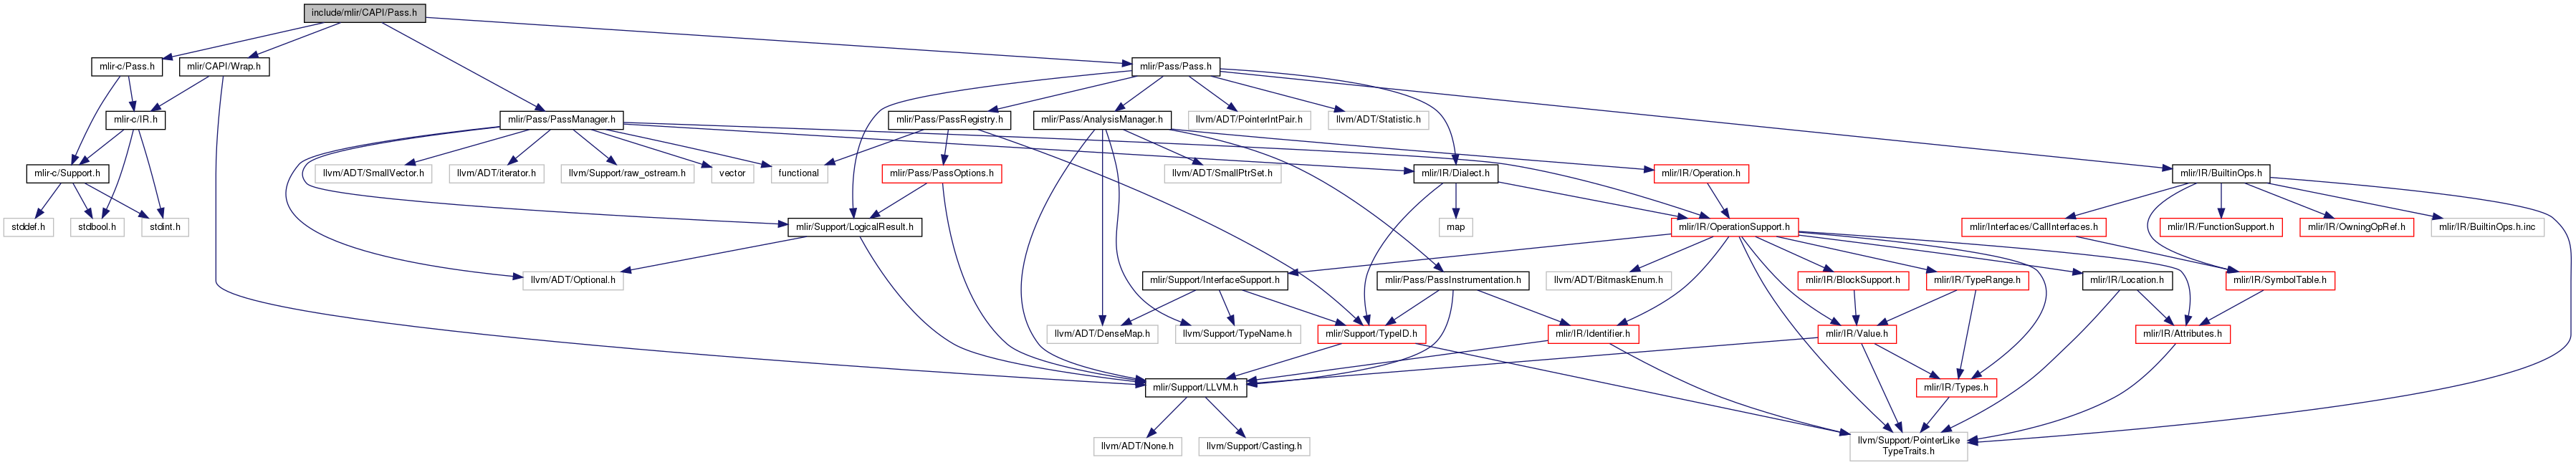 include/mlir/CAPI/Pass.h
mlir-c/Pass.h
mlir/CAPI/Wrap.h
mlir/Pass/Pass.h
mlir-c/IR.h
mlir/Pass/PassManager.h
mlir/Pass/PassRegistry.h
mlir/Pass/AnalysisManager.h
llvm/ADT/PointerIntPair.h
llvm/ADT/Statistic.h
mlir-c/Support.h
llvm/ADT/SmallVector.h
llvm/ADT/iterator.h
llvm/Support/raw_ostream.h
vector
functional
mlir/Pass/PassOptions.h
llvm/ADT/SmallPtrSet.h
mlir/IR/Dialect.h
mlir/IR/Operation.h
mlir/IR/BuiltinOps.h
stddef.h
stdbool.h
stdint.h
mlir/Support/LogicalResult.h
map
mlir/IR/OperationSupport.h
mlir/Interfaces/CallInterfaces.h
mlir/IR/FunctionSupport.h
mlir/IR/OwningOpRef.h
mlir/IR/BuiltinOps.h.inc
llvm/ADT/Optional.h
mlir/Support/InterfaceSupport.h
mlir/Pass/PassInstrumentation.h
llvm/ADT/BitmaskEnum.h
mlir/IR/BlockSupport.h
mlir/IR/TypeRange.h
mlir/IR/Location.h
mlir/IR/SymbolTable.h
llvm/ADT/DenseMap.h
llvm/Support/TypeName.h
mlir/Support/TypeID.h
mlir/IR/Identifier.h
mlir/IR/Value.h
mlir/IR/Attributes.h
mlir/Support/LLVM.h
mlir/IR/Types.h
llvm/ADT/None.h
llvm/Support/Casting.h
llvm/Support/PointerLike
TypeTraits.h